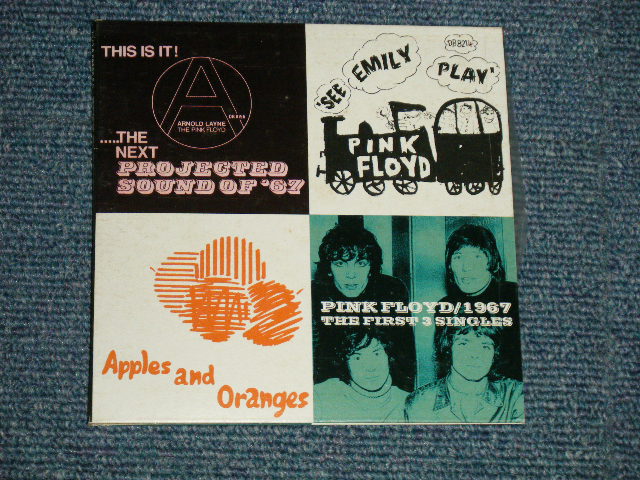 THIS IS IT!
A
ARNOLD LAYNE
THE PINK FLOYD
.....THE
NEXT
PROJECTED
SOUND OF '67
'SEE
EMILY
PLAY'
PINK
FLOYD
Apples and
Oranges
PINK FLOYD/1967
THE FIRST 3 SINGLES